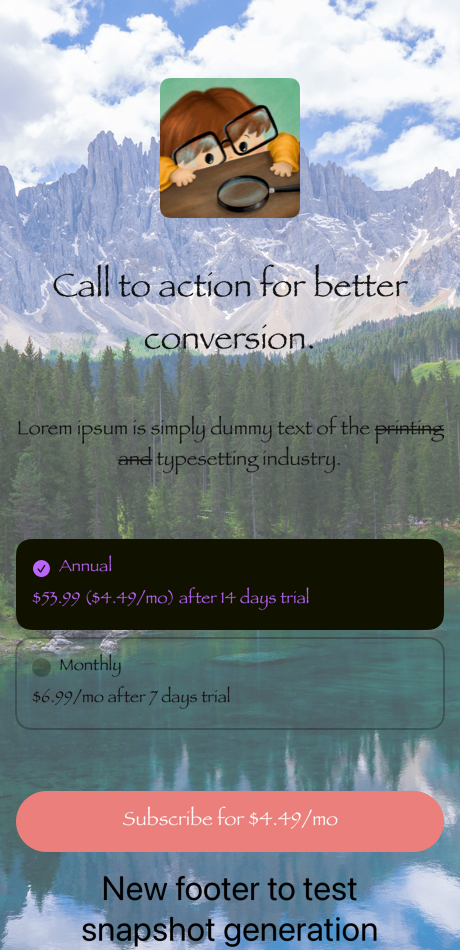 Call to action for better
conversion.
Lorem ipsum is simply dummy text of the printing
and typesetting industry.
Annual
$53.99 ($4.49/mo) after 14 days trial
Monthly
$6.99/mo after 7 days trial
Subscribe for $4.49/mo
New footer to test
snapshot generation